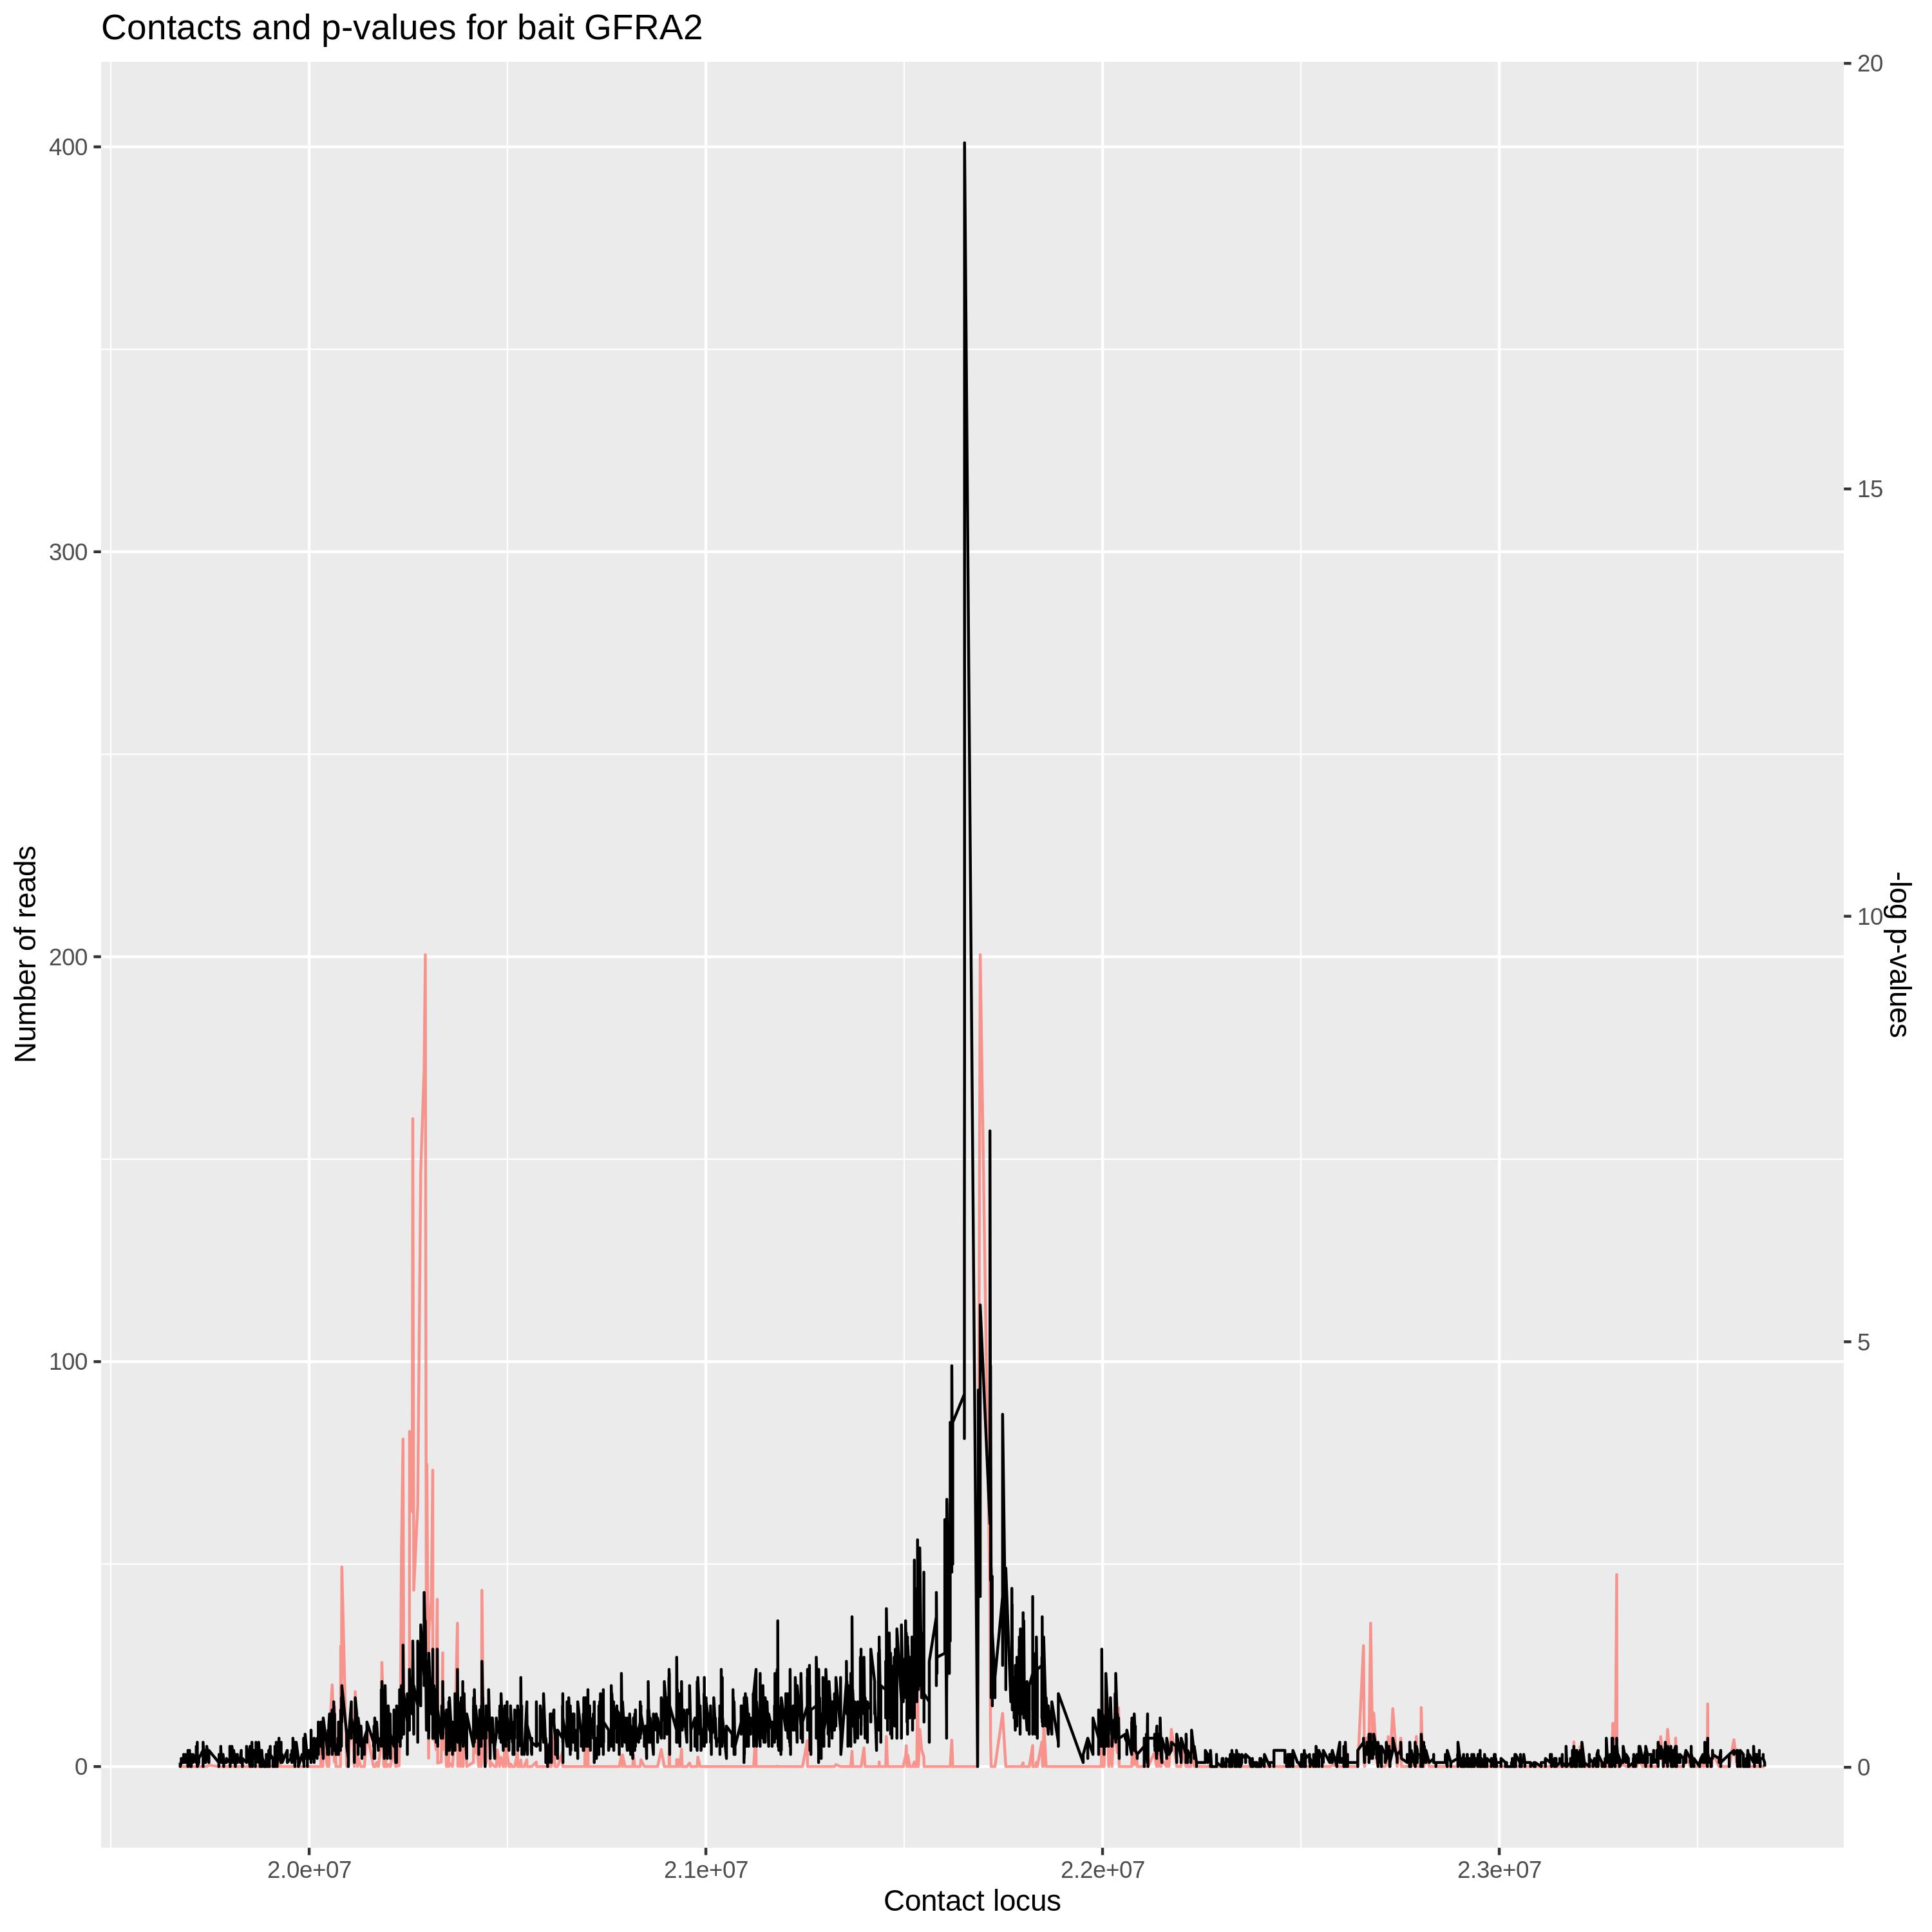 Contacts and p-values for bait GFRA2
20
400
15
300
Number of reads
-log p-values
10
200
5
100
0
0
2.0e+07
2.1e+07
2.2e+07
2.3e+07
Contact locus